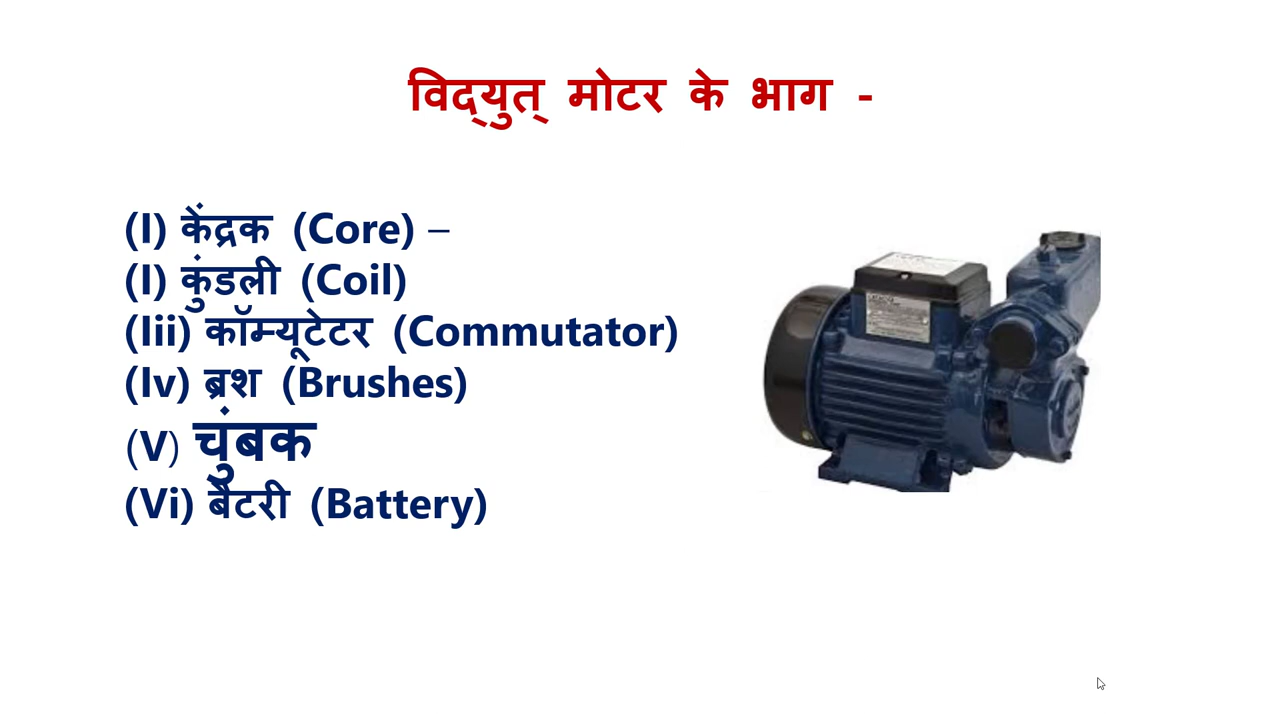 विद्युत् मोटर के भाग -
(I) केंद्रक (Core) –
(I) कुंडली (Coil)
(Iii) कॉम्यूटेटर (Commutator)
(Iv) ब्रश (Brushes)
(V) चुंबक
(Vi) बैटरी (Battery)